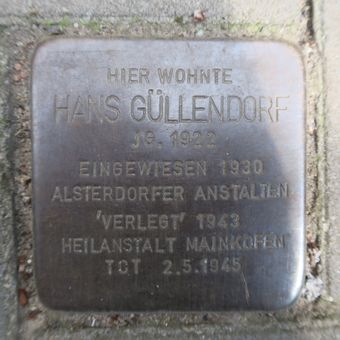 HIER WOHNTE
HANS GÜLLENDORF
JG. 1922
EINGEWIESEN 1930
ALSTERDORFER ANSTALTEN
'VERLEGT' 1943
HEILANSTALT MAINKOFEN
TOT 2.5.1945